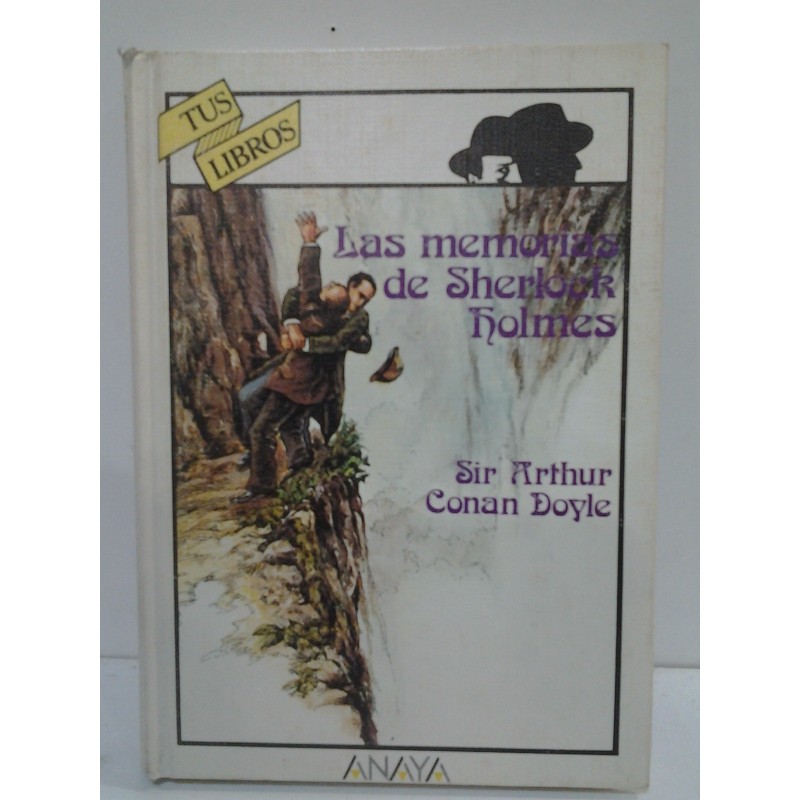 TUS
LIBROS
Las memorias
de Sherlock
holmes
Sir Arthur
Conan Doyle
ANAYA